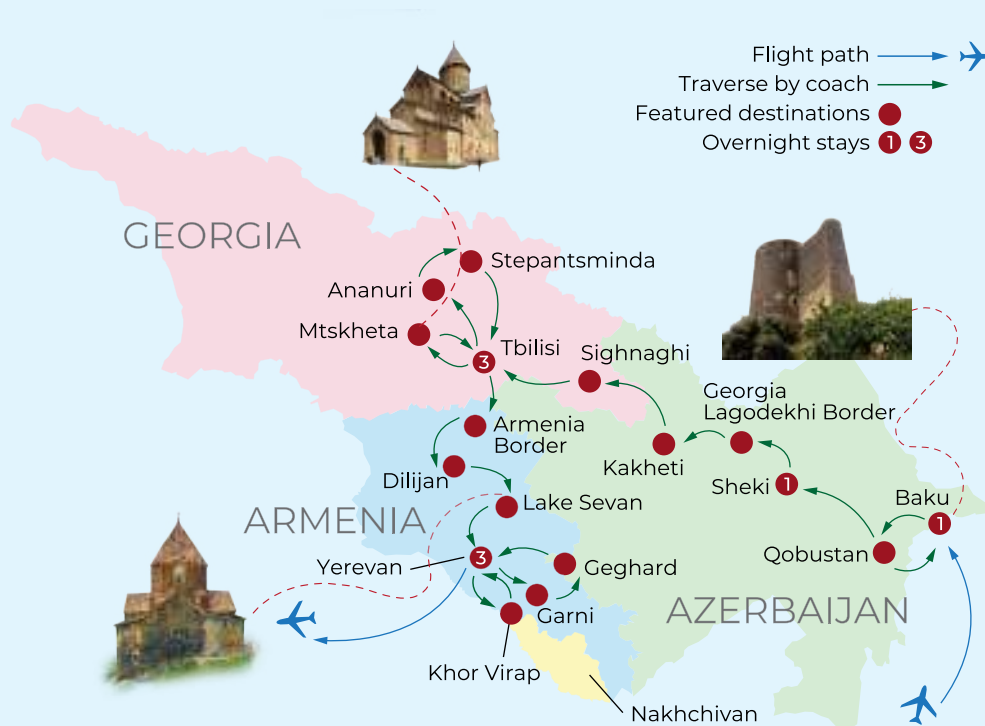 Flight path
Traverse by coach
Featured destinations
Overnight stays 1 3
GEORGIA
Stepantsminda
Ananuri
Mtskheta
Tbilisi
3
Sighnaghi
Georgia
Lagodekhi Border
Armenia
Border
Kakheti
Dilijan
Sheki
1
Baku
1
Lake Sevan
ARMENIA
Qobustan
Yerevan
3
Geghard
Garni
AZERBAIJAN
Khor Virap
Nakhchivan